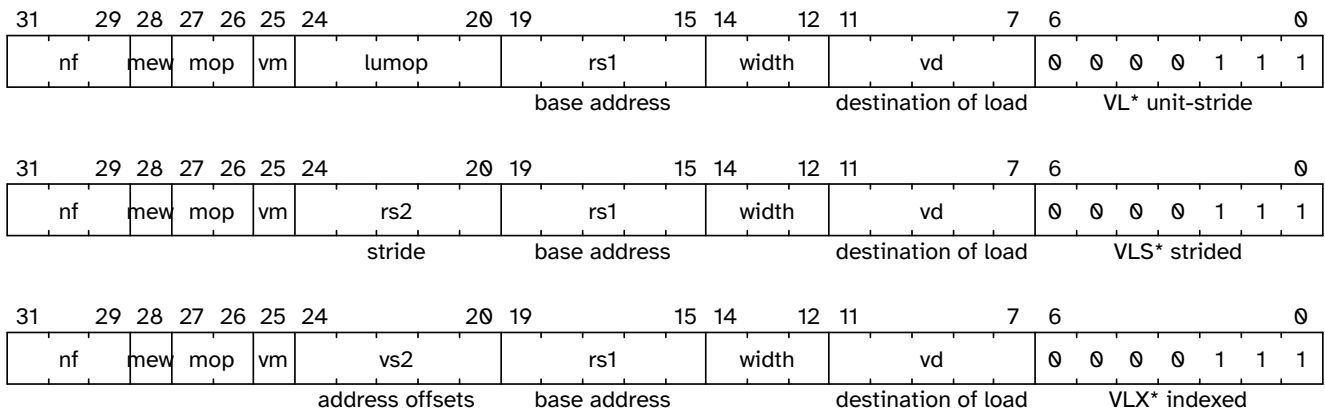 31 29 28 27 26 25 24 20 19 15 14 12 11 7 6 0
nf mew mop vm lumop rs1 width vd 0 0 0 0 1 1 1
base address destination of load VL* unit-stride
31 29 28 27 26 25 24 20 19 15 14 12 11 7 6 0
nf mew mop vm rs2 rs1 width vd 0 0 0 0 1 1 1
stride base address destination of load VLS* strided
31 29 28 27 26 25 24 20 19 15 14 12 11 7 6 0
nf mew mop vm vs2 rs1 width vd 0 0 0 0 1 1 1
address offsets base address destination of load VLX* indexed